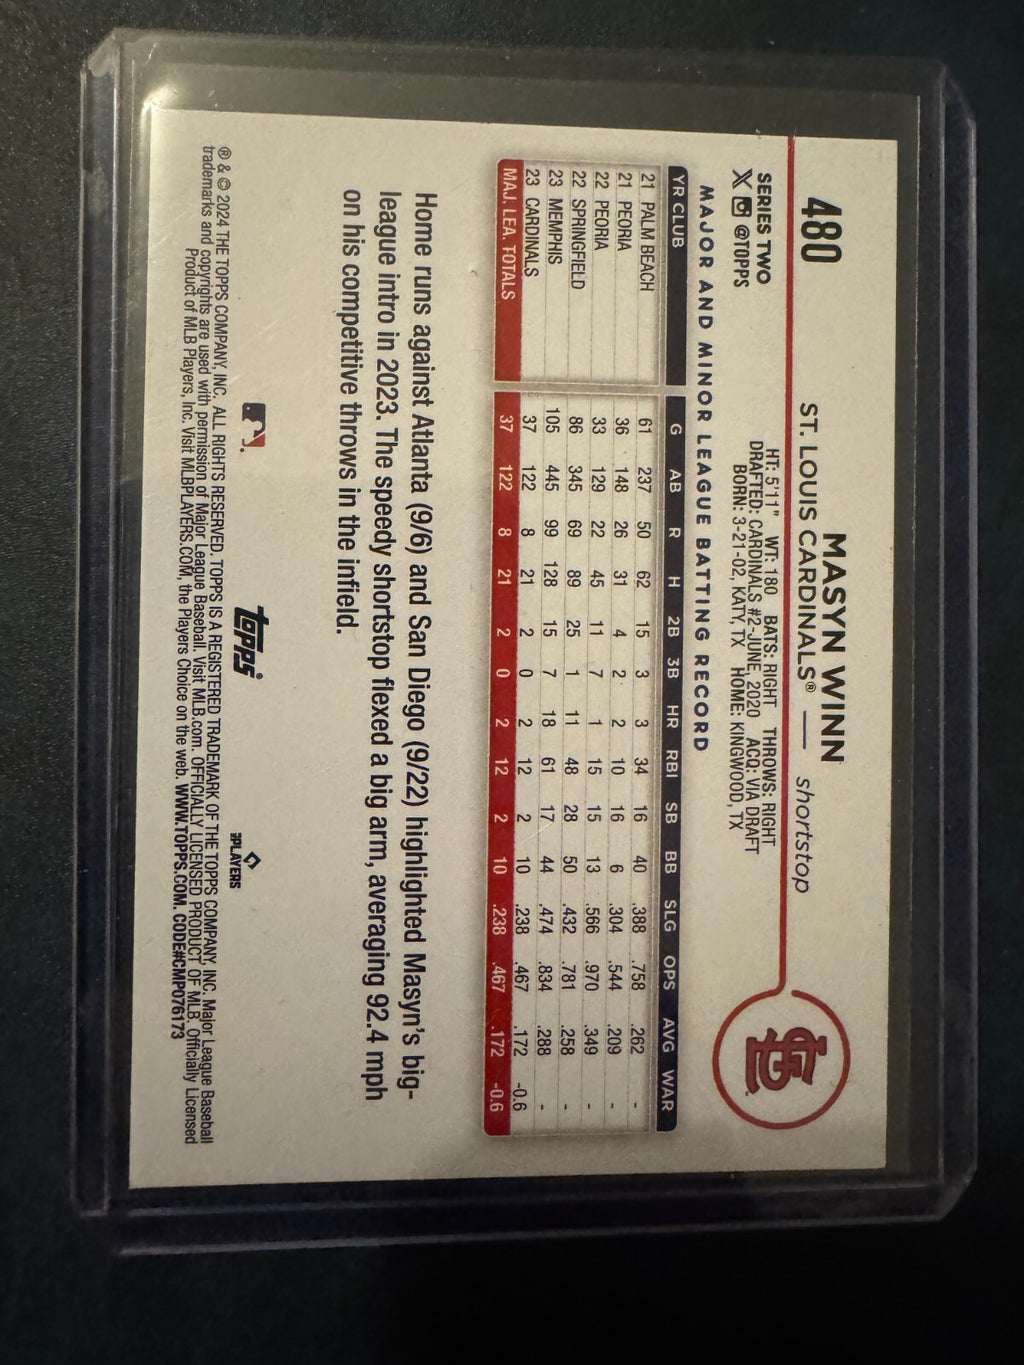 480
MASYN WINN
ST. LOUIS CARDINALS® — shortstop
SERIES TWO
@TOPPS
HT: 5'11" WT: 180 BATS: RIGHT THROWS: RIGHT
DRAFTED: CARDINALS #2-JUNE, 2020 ACQ: VIA DRAFT
BORN: 3-21-02, KATY, TX HOME: KINGWOOD, TX
MAJOR AND MINOR LEAGUE BATTING RECORD
YR CLUB G AB R H 2B 3B HR RBI SB BB SLG OPS AVG WAR
21 PALM BEACH 61 237 50 62 15 3 3 34 16 40 .388 .758 .262 -
21 PEORIA 36 148 26 31 4 2 2 10 16 6 .304 .544 .209 -
22 PEORIA 33 129 22 45 11 7 1 15 15 13 .566 .970 .349 -
22 SPRINGFIELD 86 345 69 89 25 1 11 48 28 50 .432 .781 .258 -
23 MEMPHIS 105 445 99 128 15 7 18 61 17 44 .474 .834 .288 -
23 CARDINALS 37 122 8 21 2 0 2 12 2 10 .238 .467 .172 -0.6
MAJ. LEA. TOTALS 37 122 8 21 2 0 2 12 2 10 .238 .467 .172 -0.6
Home runs against Atlanta (9/6) and San Diego (9/22) highlighted Masyn's big-
league intro in 2023. The speedy shortstop flexed a big arm, averaging 92.4 mph
on his competitive throws in the infield.
topps
PLAYERS
® & © 2024 THE TOPPS COMPANY, INC. ALL RIGHTS RESERVED. TOPPS IS A REGISTERED TRADEMARK OF THE TOPPS COMPANY, INC. Major League Baseball
trademarks and copyrights are used with permission of Major League Baseball. Visit MLB.com. OFFICIALLY LICENSED PRODUCT OF MLB. Officially Licensed
Product of MLB Players, Inc. Visit MLBPLAYERS.COM, the Players Choice on the web. WWW.TOPPS.COM. CODE#CMP076173